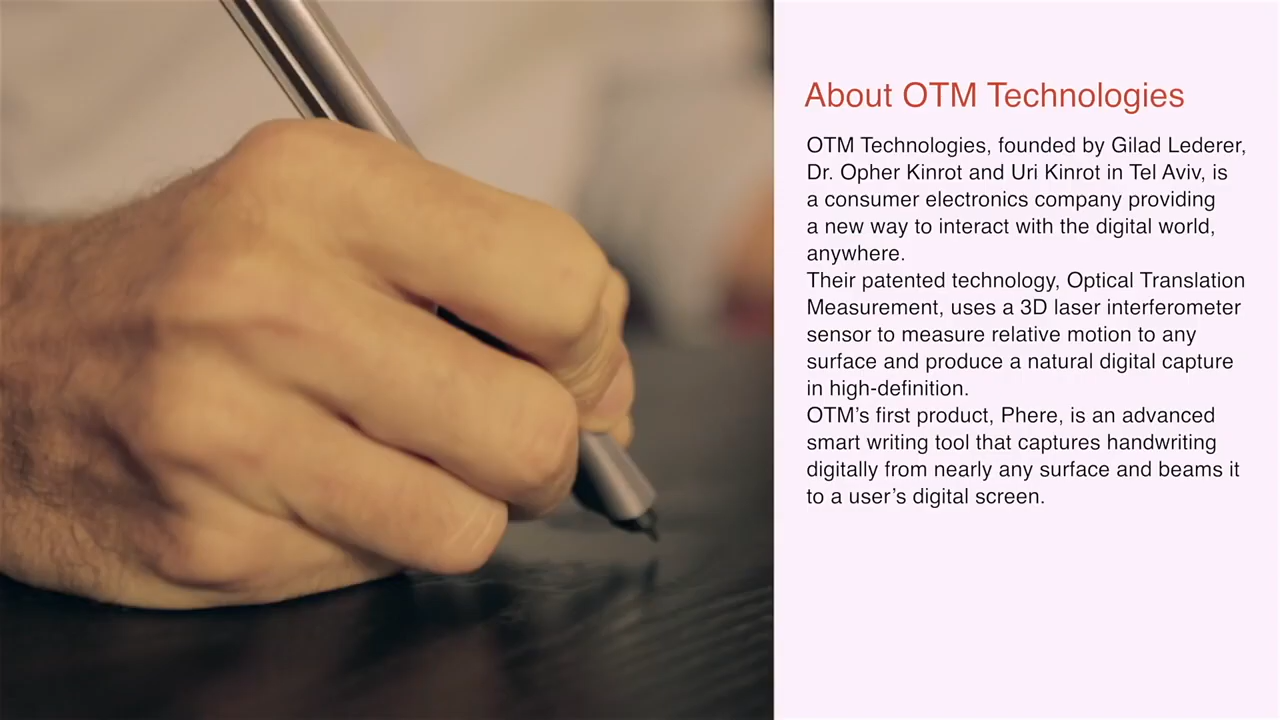 About OTM Technologies
OTM Technologies, founded by Gilad Lederer,
Dr. Opher Kinrot and Uri Kinrot in Tel Aviv, is
a consumer electronics company providing
a new way to interact with the digital world,
anywhere.
Their patented technology, Optical Translation
Measurement, uses a 3D laser interferometer
sensor to measure relative motion to any
surface and produce a natural digital capture
in high-definition.
OTM’s first product, Phere, is an advanced
smart writing tool that captures handwriting
digitally from nearly any surface and beams it
to a user’s digital screen.